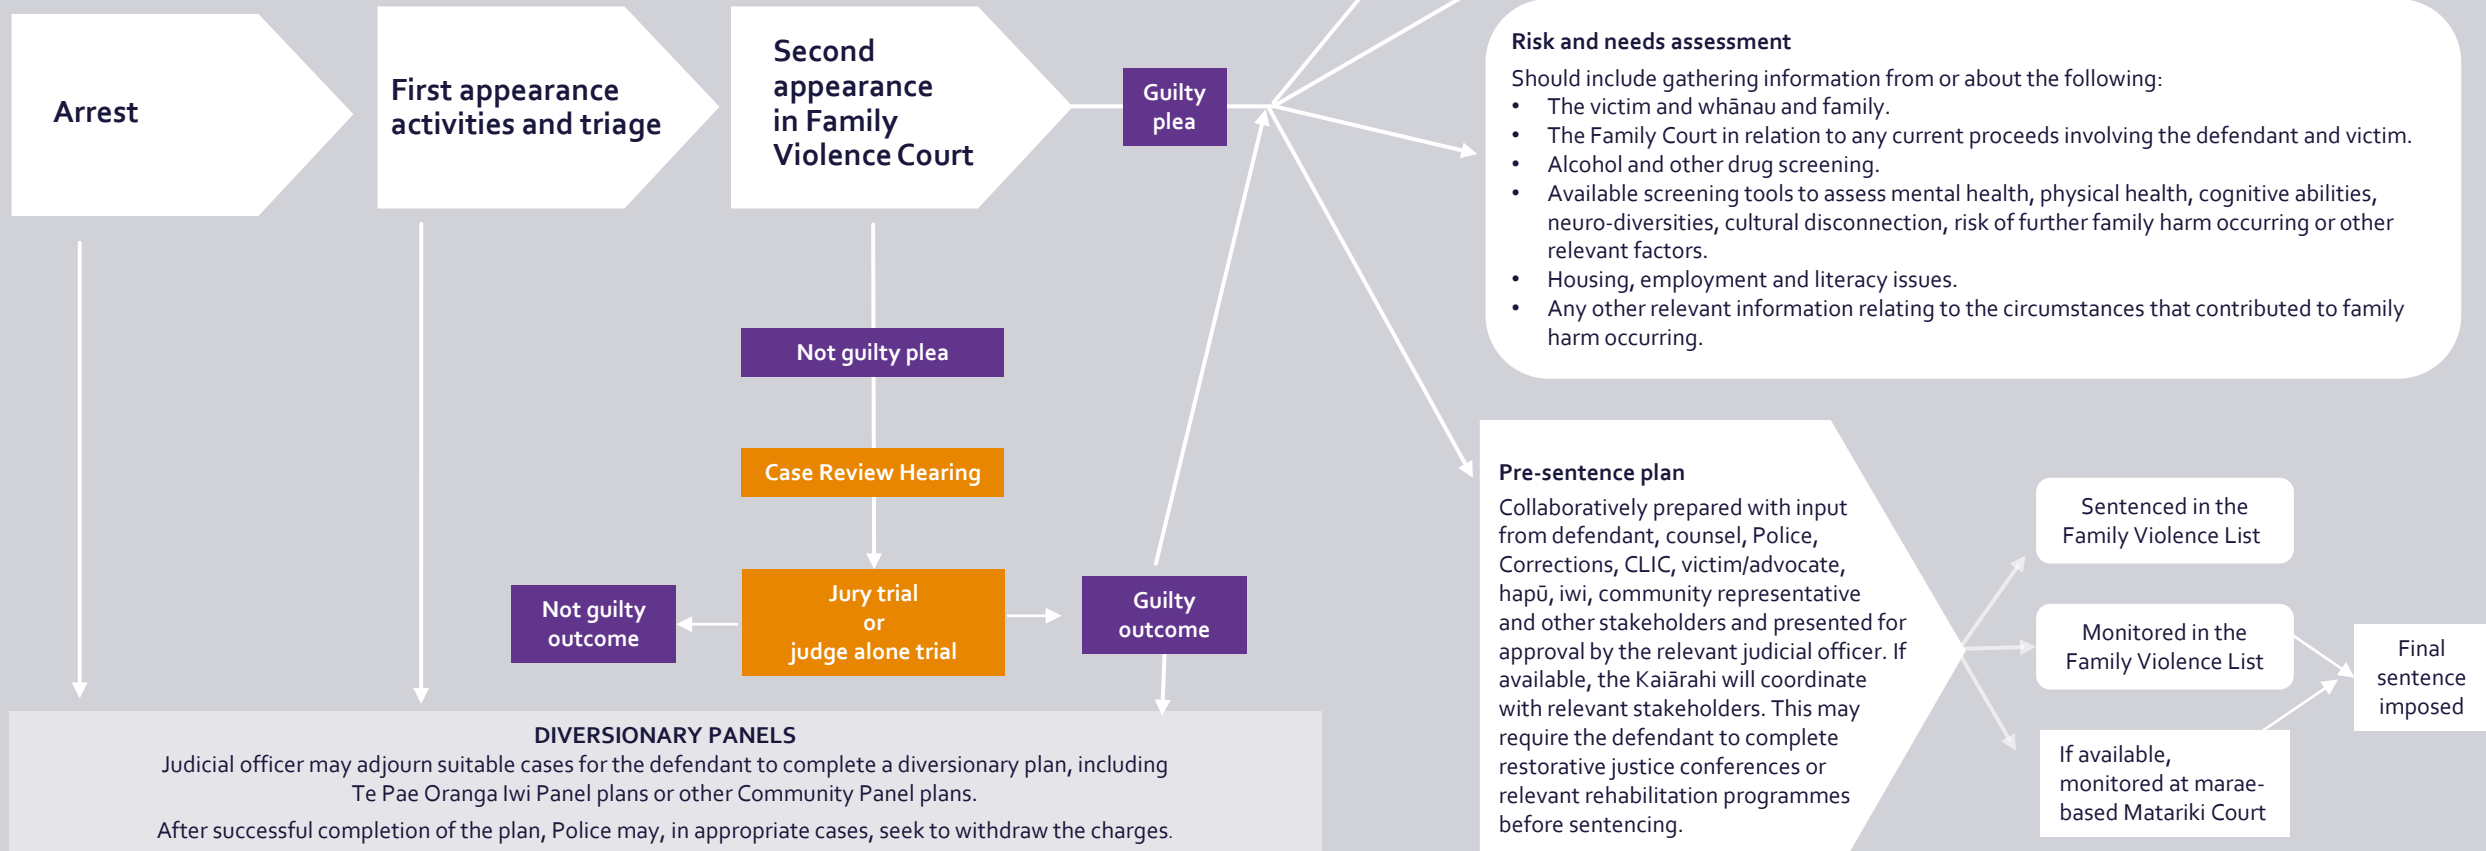 Arrest
First appearance
activities and triage
Second
appearance
in Family
Violence Court
Guilty
plea
Not guilty plea
Case Review Hearing
Jury trial
or
judge alone trial
Not guilty
outcome
Guilty
outcome
DIVERSIONARY PANELS
Judicial officer may adjourn suitable cases for the defendant to complete a diversionary plan, including
Te Pae Oranga Iwi Panel plans or other Community Panel plans.
After successful completion of the plan, Police may, in appropriate cases, seek to withdraw the charges.
Risk and needs assessment
Should include gathering information from or about the following:
• The victim and whānau and family.
• The Family Court in relation to any current proceeds involving the defendant and victim.
• Alcohol and other drug screening.
• Available screening tools to assess mental health, physical health, cognitive abilities,
neuro-diversities, cultural disconnection, risk of further family harm occurring or other
relevant factors.
• Housing, employment and literacy issues.
• Any other relevant information relating to the circumstances that contributed to family
harm occurring.
Pre-sentence plan
Collaboratively prepared with input
from defendant, counsel, Police,
Corrections, CLIC, victim/advocate,
hapū, iwi, community representative
and other stakeholders and presented for
approval by the relevant judicial officer. If
available, the Kaiārahi will coordinate
with relevant stakeholders. This may
require the defendant to complete
restorative justice conferences or
relevant rehabilitation programmes
before sentencing.
Sentenced in the
Family Violence List
Monitored in the
Family Violence List
If available,
monitored at marae-
based Matariki Court
Final
sentence
imposed